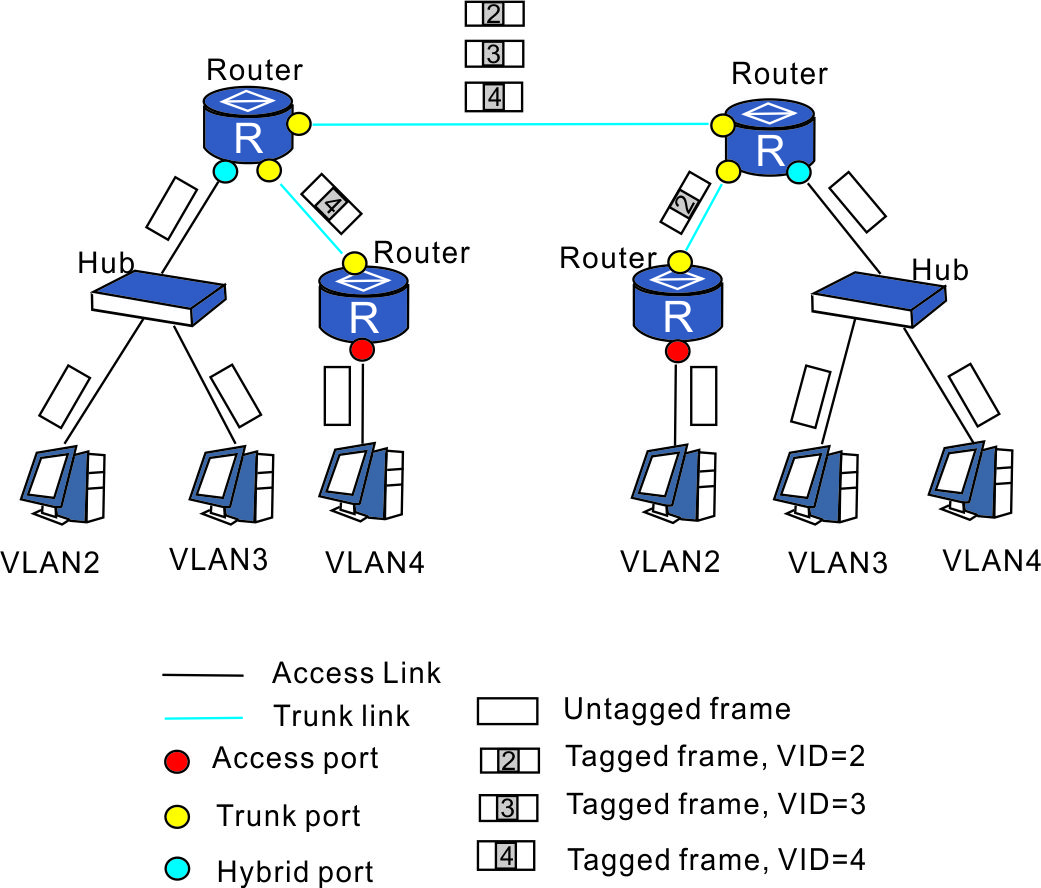 2
3
4
Router
Router
R
R
4
2
Hub
Router
Router
Hub
R
R
VLAN2
VLAN3
VLAN4
VLAN2
VLAN3
VLAN4
Access Link
Trunk link
Access port
Trunk port
Hybrid port
Untagged frame
2
Tagged frame, VID=2
3
Tagged frame, VID=3
4
Tagged frame, VID=4